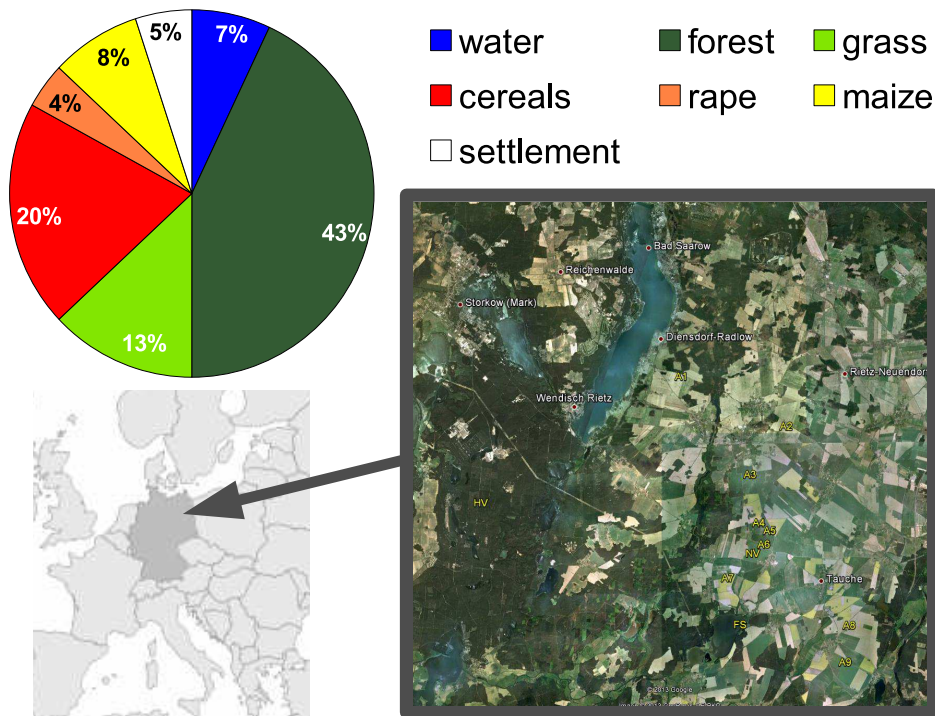 5%
7%
8%
4%
20%
43%
13%
water
forest
grass
cereals
rape
maize
settlement
Bad Saarow
Reichenwalde
Storkow (Mark)
Diensdorf-Radlow
A1
Rietz-Neuendorf
Wendisch Rietz
A2
A3
HV
A4
A5
A6
NV
A7
Tauche
FS
A8
A9
© 2013 Google